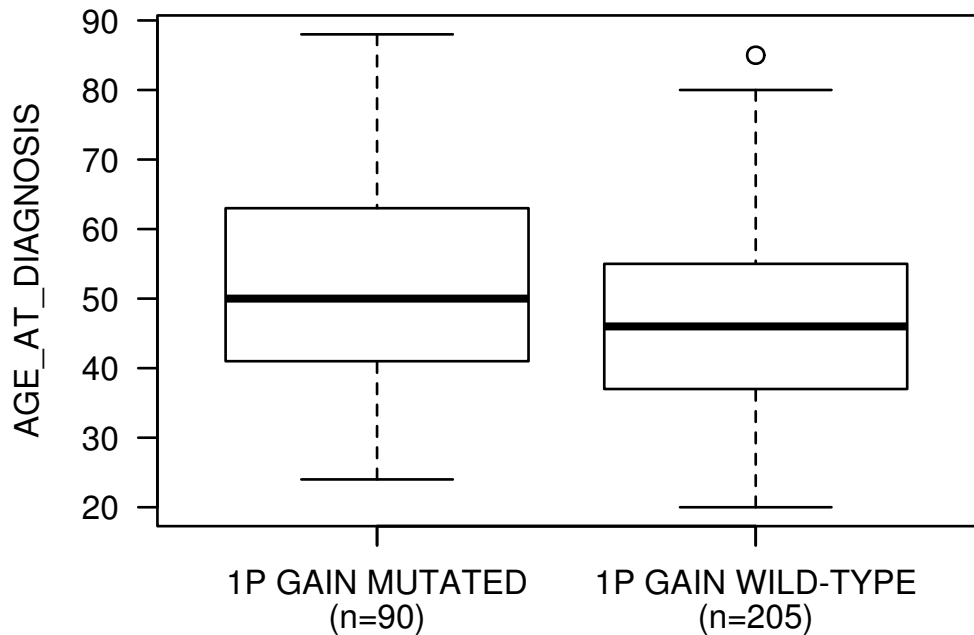 AGE_AT_DIAGNOSIS
90
80
70
60
50
40
30
20
1P GAIN MUTATED
(n=90)
1P GAIN WILD-TYPE
(n=205)